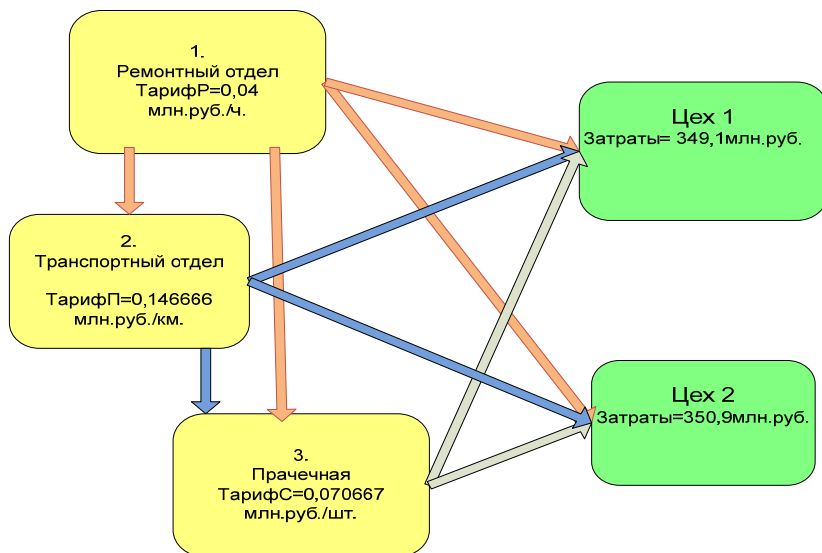 1.
Ремонтный отдел
ТарифР=0,04
млн.руб./ч.
Цех 1
Затраты= 349,1млн.руб.
2.
Транспортный отдел
ТарифП=0,146666
млн.руб./км.
Цех 2
Затраты=350,9млн.руб.
3.
Прачечная
ТарифС=0,070667
млн.руб./шт.